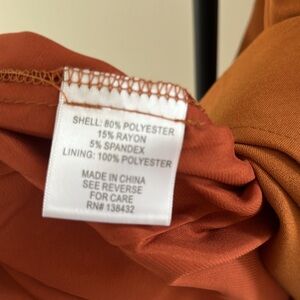 SHELL: 80% POLYESTER
15% RAYON
5% SPANDEX
LINING: 100% POLYESTER
MADE IN CHINA
SEE REVERSE
FOR CARE
RN# 138432